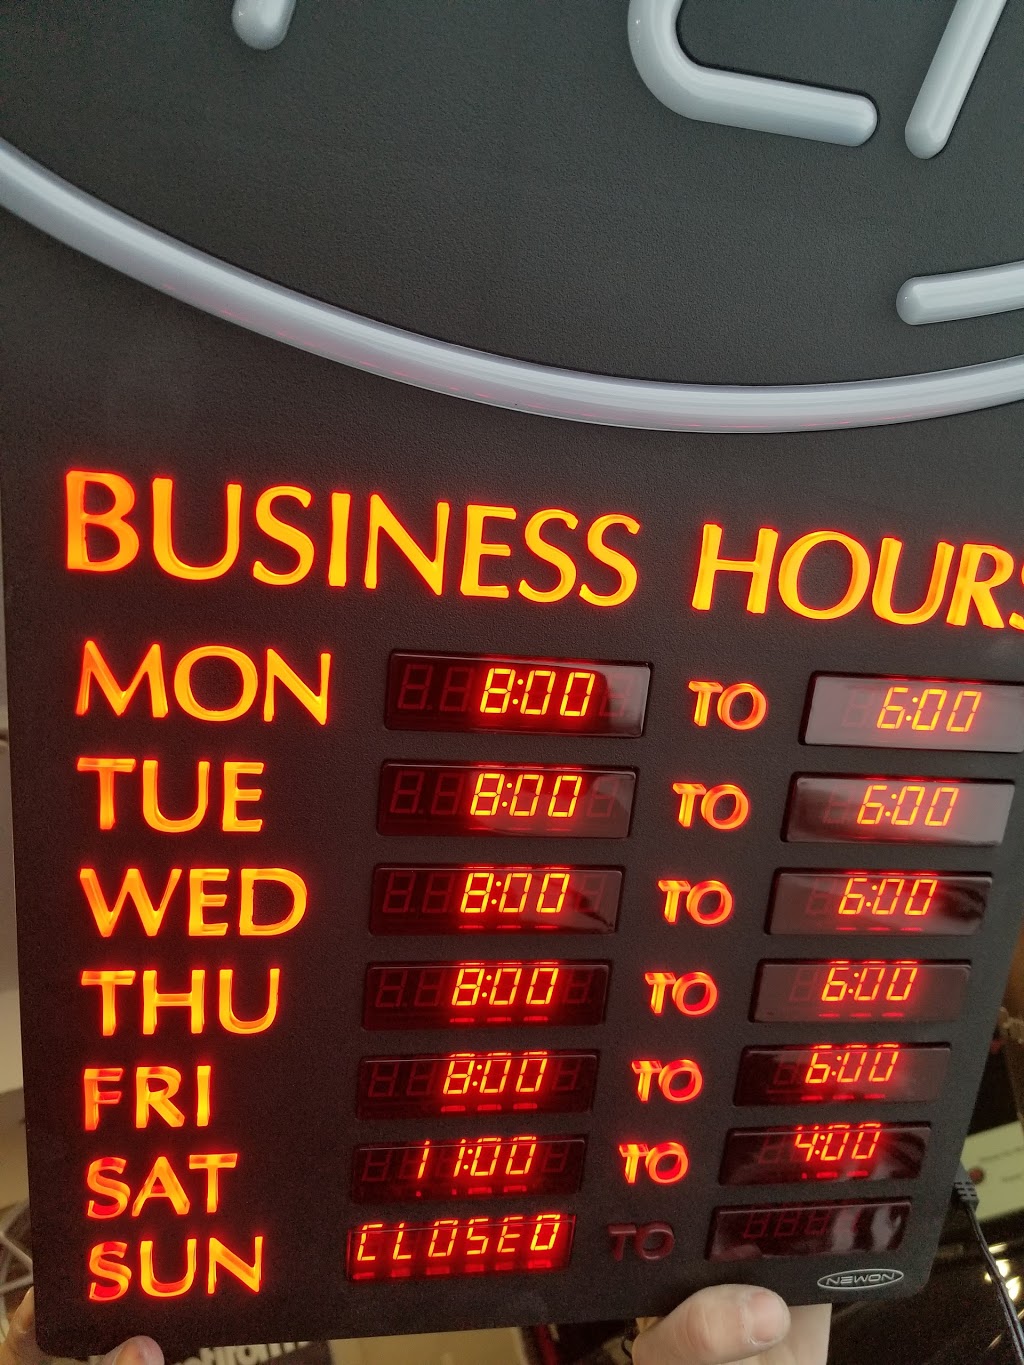 BUSINESS HOURS
MON 8:00 TO 6:00
TUE 8:00 TO 6:00
WED 8:00 TO 6:00
THU 8:00 TO 6:00
FRI 8:00 TO 6:00
SAT 11:00 TO 4:00
SUN CLOSED TO
NEWON